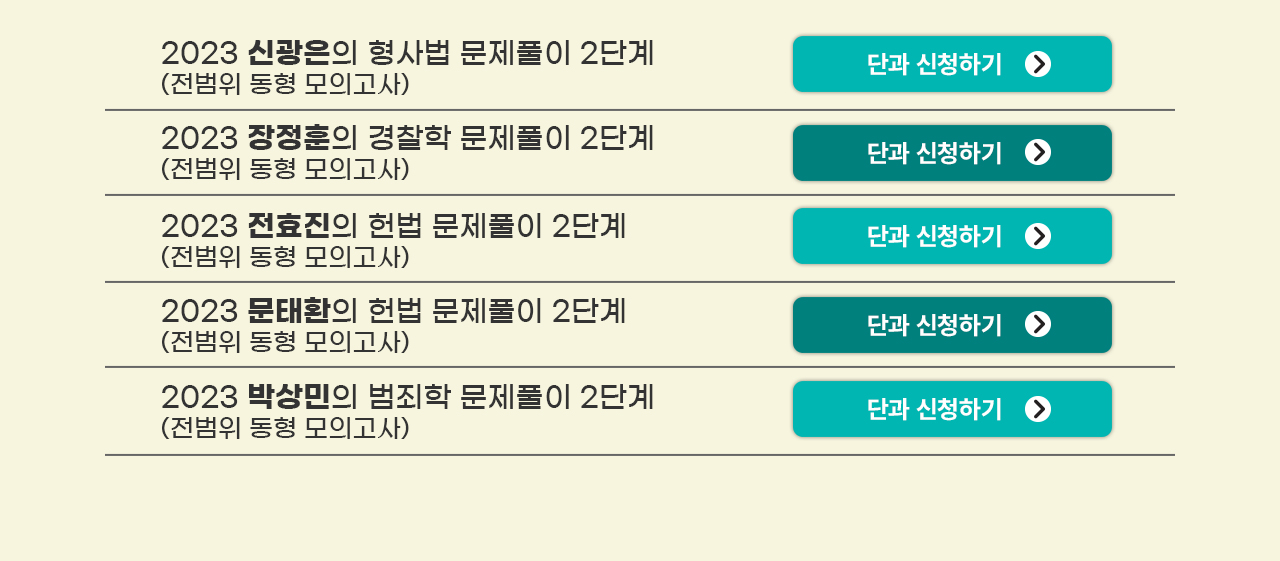 2023 신광은의 형사법 문제풀이 2단계
(전범위 동형 모의고사)
단과 신청하기
2023 장정훈의 경찰학 문제풀이 2단계
(전범위 동형 모의고사)
단과 신청하기
2023 전효진의 헌법 문제풀이 2단계
(전범위 동형 모의고사)
단과 신청하기
2023 문태환의 헌법 문제풀이 2단계
(전범위 동형 모의고사)
단과 신청하기
2023 박상민의 범죄학 문제풀이 2단계
(전범위 동형 모의고사)
단과 신청하기